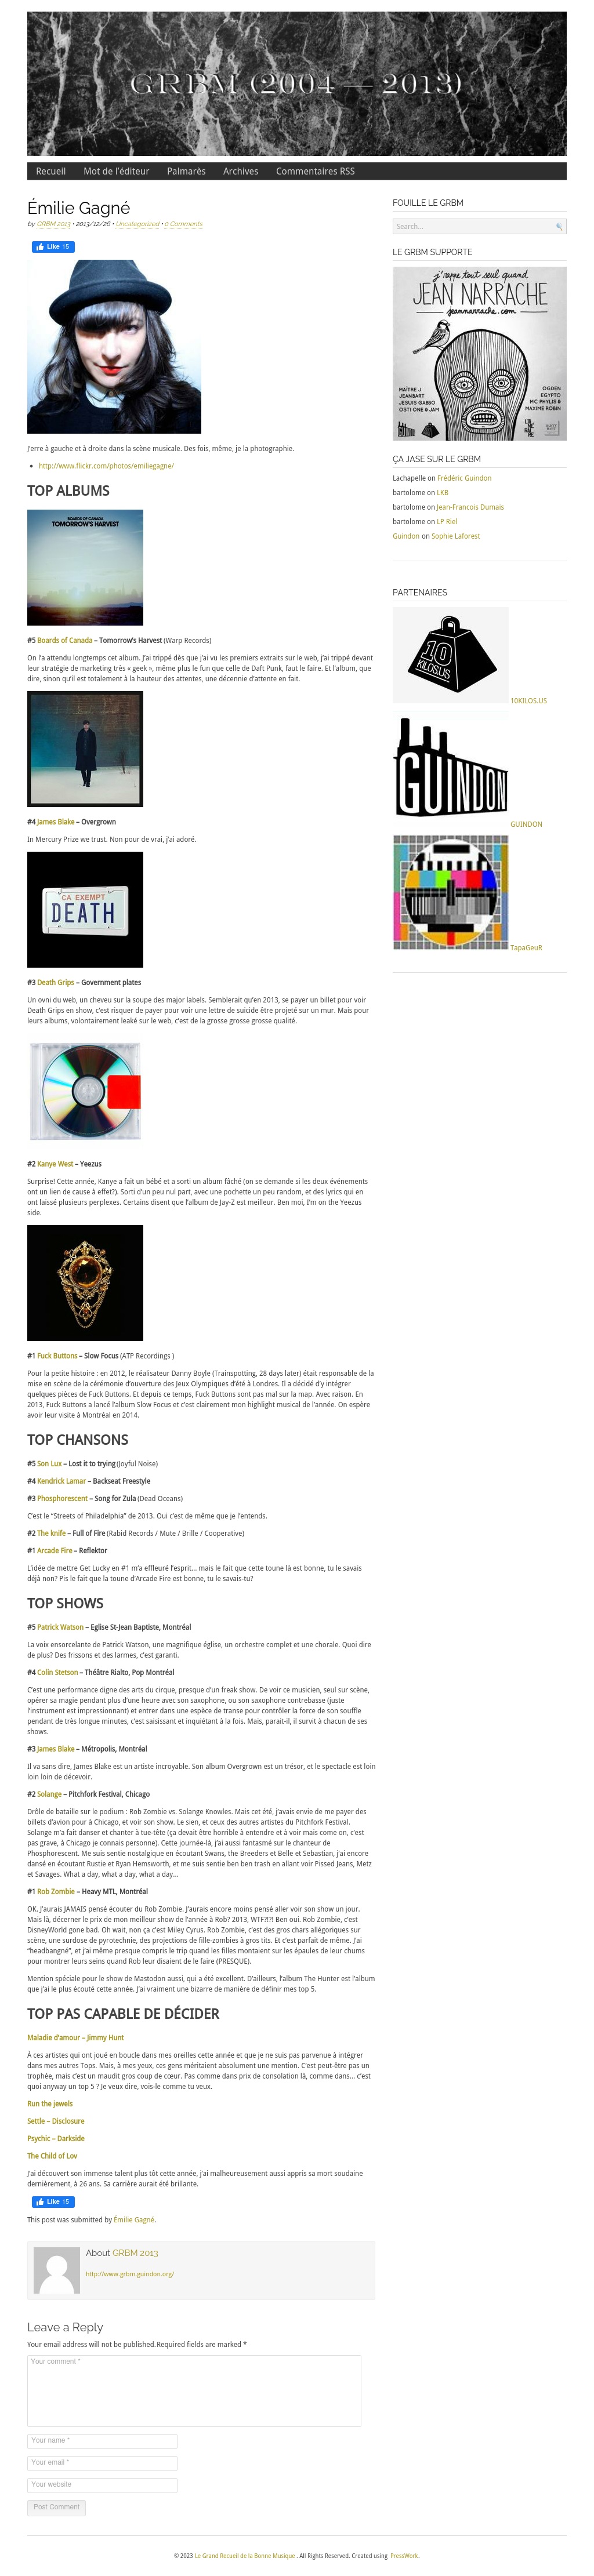 GRBM (2004 — 2013)
Recueil Mot de l'éditeur Palmarès Archives Commentaires RSS
Émilie Gagné
by GRBM 2013 • 2013/12/26 • Uncategorized • 0 Comments
Like 15
J'erre à gauche et à droite dans la scène musicale. Des fois, même, je la photographie.
http://www.flickr.com/photos/emiliegagne/
TOP ALBUMS
BOARDS OF CANADA
TOMORROW'S HARVEST
#5 Boards of Canada – Tomorrow's Harvest (Warp Records)
On l'a attendu longtemps cet album. J'ai trippé dès que j'ai vu les premiers extraits sur le web, j'ai trippé devant
leur stratégie de marketing très « geek », même plus le fun que celle de Daft Punk, faut le faire. Et l'album, que
dire, sinon qu'il est totalement à la hauteur des attentes, une décennie d'attente en fait.
#4 James Blake – Overgrown
In Mercury Prize we trust. Non pour de vrai, j'ai adoré.
CA EXEMPT
DEATH
#3 Death Grips – Government plates
Un ovni du web, un cheveu sur la soupe des major labels. Semblerait qu'en 2013, se payer un billet pour voir
Death Grips en show, c'est risquer de payer pour voir une lettre de suicide être projeté sur un mur. Mais pour
leurs albums, volontairement leaké sur le web, c'est de la grosse grosse grosse qualité.
#2 Kanye West – Yeezus
Surprise! Cette année, Kanye a fait un bébé et a sorti un album fâché (on se demande si les deux événements
ont un lien de cause à effet?). Sorti d'un peu nul part, avec une pochette un peu random, et des lyrics qui en
ont laissé plusieurs perplexes. Certains disent que l'album de Jay-Z est meilleur. Ben moi, I'm on the Yeezus
side.
#1 Fuck Buttons – Slow Focus (ATP Recordings )
Pour la petite histoire : en 2012, le réalisateur Danny Boyle (Trainspotting, 28 days later) était responsable de la
mise en scène de la cérémonie d'ouverture des Jeux Olympiques d'été à Londres. Il a décidé d'y intégrer
quelques pièces de Fuck Buttons. Et depuis ce temps, Fuck Buttons sont pas mal sur la map. Avec raison. En
2013, Fuck Buttons a lancé l'album Slow Focus et c'est clairement mon highlight musical de l'année. On espère
avoir leur visite à Montréal en 2014.
TOP CHANSONS
#5 Son Lux – Lost it to trying (Joyful Noise)
#4 Kendrick Lamar – Backseat Freestyle
#3 Phosphorescent – Song for Zula (Dead Oceans)
C'est le "Streets of Philadelphia" de 2013. Oui c'est de même que je l'entends.
#2 The knife – Full of Fire (Rabid Records / Mute / Brille / Cooperative)
#1 Arcade Fire – Reflektor
L'idée de mettre Get Lucky en #1 m'a effleuré l'esprit... mais le fait que cette toune là est bonne, tu le savais
déjà non? Pis le fait que la toune d'Arcade Fire est bonne, tu le savais-tu?
TOP SHOWS
#5 Patrick Watson – Eglise St-Jean Baptiste, Montréal
La voix ensorcelante de Patrick Watson, une magnifique église, un orchestre complet et une chorale. Quoi dire
de plus? Des frissons et des larmes, c'est garanti.
#4 Colin Stetson – Théâtre Rialto, Pop Montréal
C'est une performance digne des arts du cirque, presque d'un freak show. De voir ce musicien, seul sur scène,
opérer sa magie pendant plus d'une heure avec son saxophone, ou son saxophone contrebasse (juste
l'instrument est impressionnant) et entrer dans une espèce de transe pour contrôler la force de son souffle
pendant de très longue minutes, c'est saisissant et inquiétant à la fois. Mais, parait-il, il survit à chacun de ses
shows.
#3 James Blake – Métropolis, Montréal
Il va sans dire, James Blake est un artiste incroyable. Son album Overgrown est un trésor, et le spectacle est loin
loin loin de décevoir.
#2 Solange – Pitchfork Festival, Chicago
Drôle de bataille sur le podium : Rob Zombie vs. Solange Knowles. Mais cet été, j'avais envie de me payer des
billets d'avion pour à Chicago, et voir son show. Le sien, et ceux des autres artistes du Pitchfork Festival.
Solange m'a fait danser et chanter à tue-tête (ça devait être horrible à entendre et à voir mais come on, c'est
pas grave, à Chicago je connais personne). Cette journée-là, j'ai aussi fantasmé sur le chanteur de
Phosphorescent. Me suis sentie nostalgique en écoutant Swans, the Breeders et Belle et Sebastian, j'ai encore
dansé en écoutant Rustie et Ryan Hemsworth, et me suis sentie ben ben trash en allant voir Pissed Jeans, Metz
et Savages. What a day, what a day, what a day...
#1 Rob Zombie – Heavy MTL, Montréal
OK. J'aurais JAMAIS pensé écouter du Rob Zombie. J'aurais encore moins pensé aller voir son show un jour.
Mais là, décerner le prix de mon meilleur show de l'année à Rob? 2013, WTF?!?! Ben oui. Rob Zombie, c'est
DisneyWorld gone bad. Oh wait, non ça c'est Miley Cyrus. Rob Zombie, c'est des gros chars allégoriques sur
scène, une surdose de pyrotechnie, des projections de fille-zombies à gros tits. Et c'est parfait de même. J'ai
"headbangné", et j'ai même presque compris le trip quand les filles montaient sur les épaules de leur chums
pour montrer leurs seins quand Rob leur disaient de le faire (PRESQUE).
Mention spéciale pour le show de Mastodon aussi, qui a été excellent. D'ailleurs, l'album The Hunter est l'album
que j'ai le plus écouté cette année. J'ai vraiment une bizarre de manière de définir mes top 5.
TOP PAS CAPABLE DE DÉCIDER
Maladie d'amour – Jimmy Hunt
À ces artistes qui ont joué en boucle dans mes oreilles cette année et que je ne suis pas parvenue à intégrer
dans mes autres Tops. Mais, à mes yeux, ces gens méritaient absolument une mention. C'est peut-être pas un
trophée, mais c'est un maudit gros coup de cœur. Pas comme dans prix de consolation là, comme dans... c'est
quoi anyway un top 5 ? Je veux dire, vois-le comme tu veux.
Run the jewels
Settle – Disclosure
Psychic – Darkside
The Child of Lov
J'ai découvert son immense talent plus tôt cette année, j'ai malheureusement aussi appris sa mort soudaine
dernièrement, à 26 ans. Sa carrière aurait été brillante.
Like 15
This post was submitted by Émilie Gagné.
About GRBM 2013
http://www.grbm.guindon.org/
Leave a Reply
Your email address will not be published. Required fields are marked *
Your comment *
Your name *
Your email *
Your website
Post Comment
FOUILLE LE GRBM
Search...
LE GRBM SUPPORTE
j'rappe tout seul quand
JEAN NARRACHE
jeannarrache.com
MAÎTRE J
JEANBART
JESUIS GABBO
OSTI ONE & JAM
OGDEN
EGYPTO
MC PHYLIS &
MAXIME ROBIN
ÇA JASE SUR LE GRBM
Lachapelle on Frédéric Guindon
bartolome on LKB
bartolome on Jean-Francois Dumais
bartolome on LP Riel
Guindon on Sophie Laforest
PARTENAIRES
10
KILOS.US
10KILOS.US
GUINDON
GUINDON
TapaGeuR
© 2023 Le Grand Recueil de la Bonne Musique . All Rights Reserved. Created using PressWork.